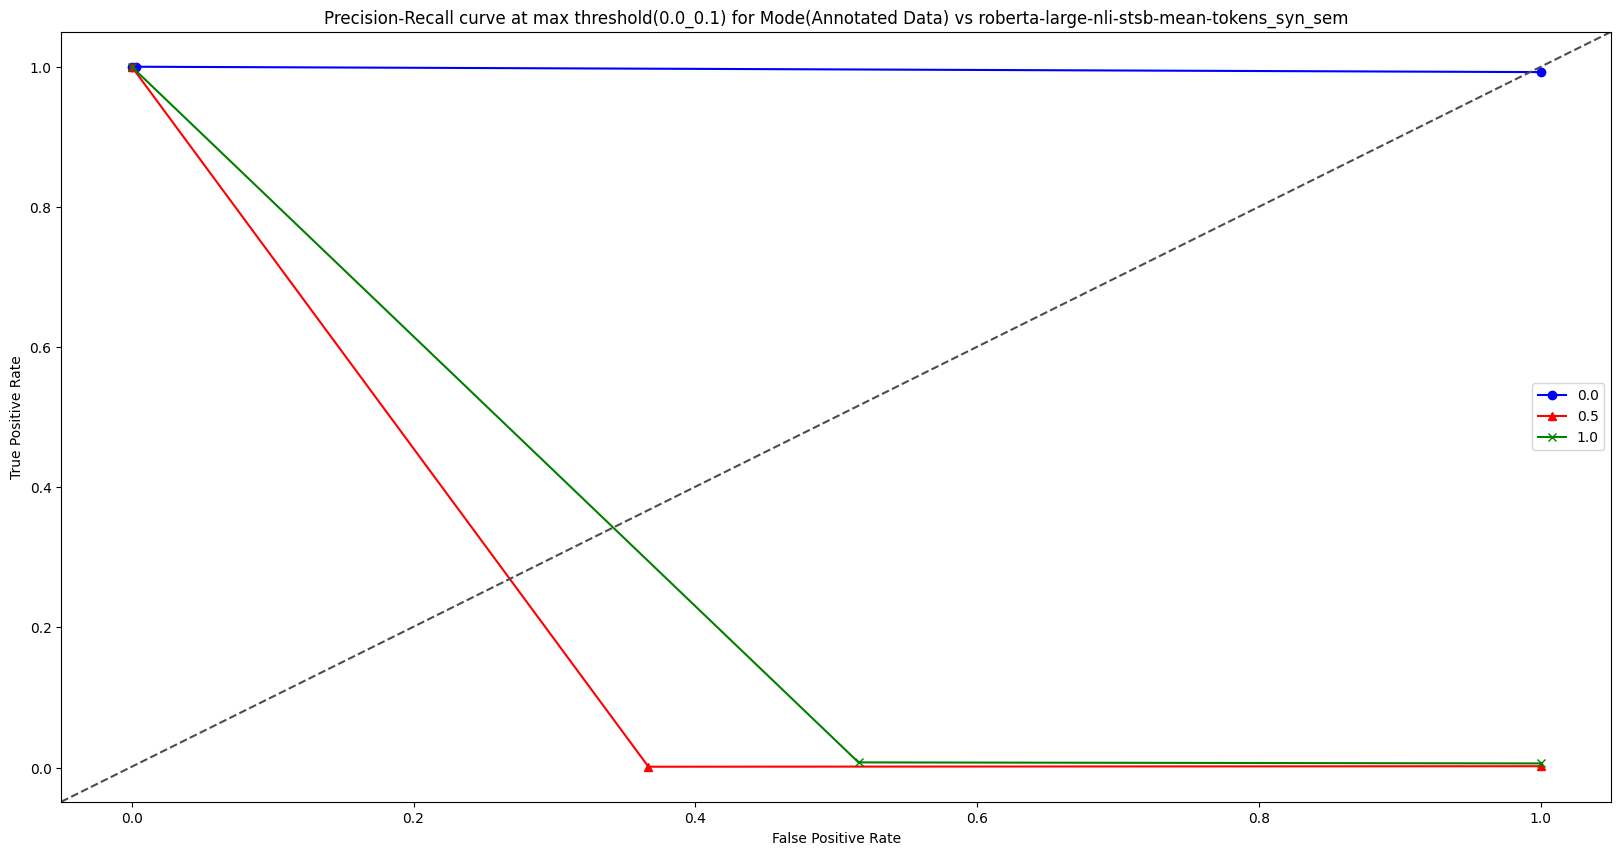 Precision-Recall curve at max threshold(0.0_0.1) for Mode(Annotated Data) vs roberta-large-nli-stsb-mean-tokens_syn_sem
1.0
0.8
0.6
0.4
0.2
0.0
True Positive Rate
0.0
0.5
1.0
0.0 0.2 0.4 0.6 0.8 1.0
False Positive Rate